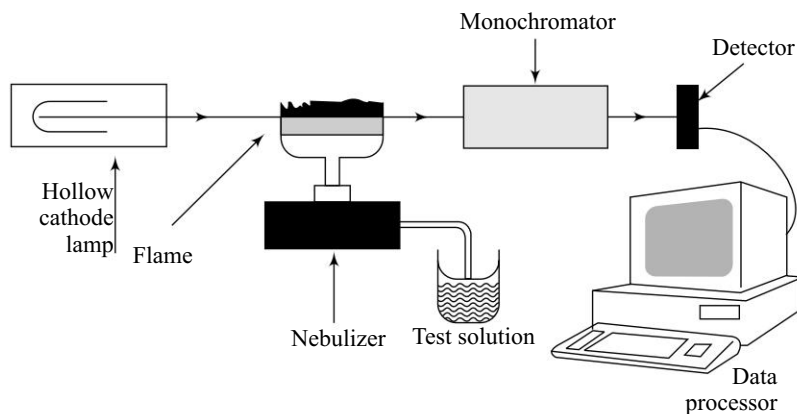 Monochromator
Detector
Hollow
cathode
lamp
Flame
Nebulizer
Test solution
Data
processor